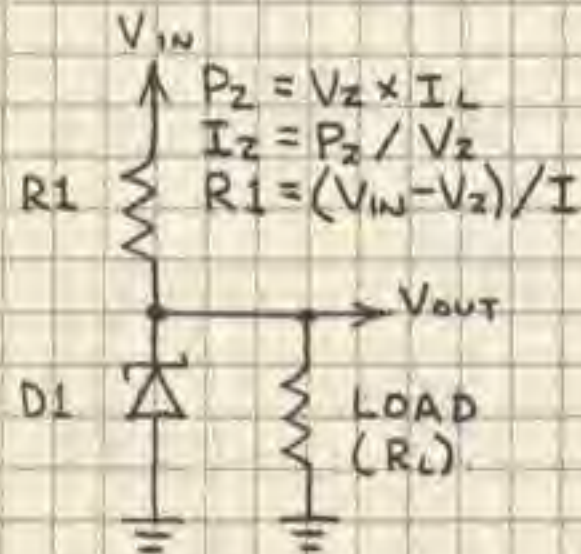 VIN
PZ = VZ x IL
IZ = PZ / VZ
R1 = (VIN-VZ)/I
R1
VOUT
D1
LOAD
(RL)